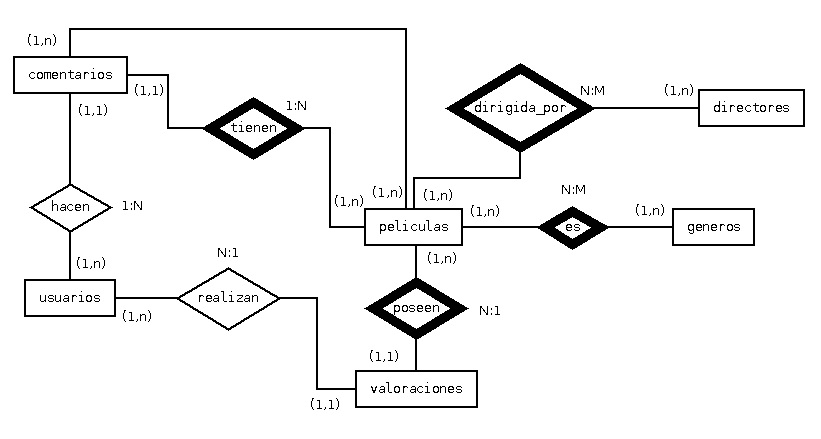 (1,n)
comentarios
(1,1)
(1,1)
1:N
tienen
N:M
dirigida_por
(1,n)
directores
hacen
1:N
(1,n)
(1,n)
(1,n)
peliculas
(1,n)
N:M
es
(1,n)
generos
(1,n)
usuarios
(1,n)
N:1
realizan
(1,n)
poseen
N:1
(1,1)
valoraciones
(1,1)